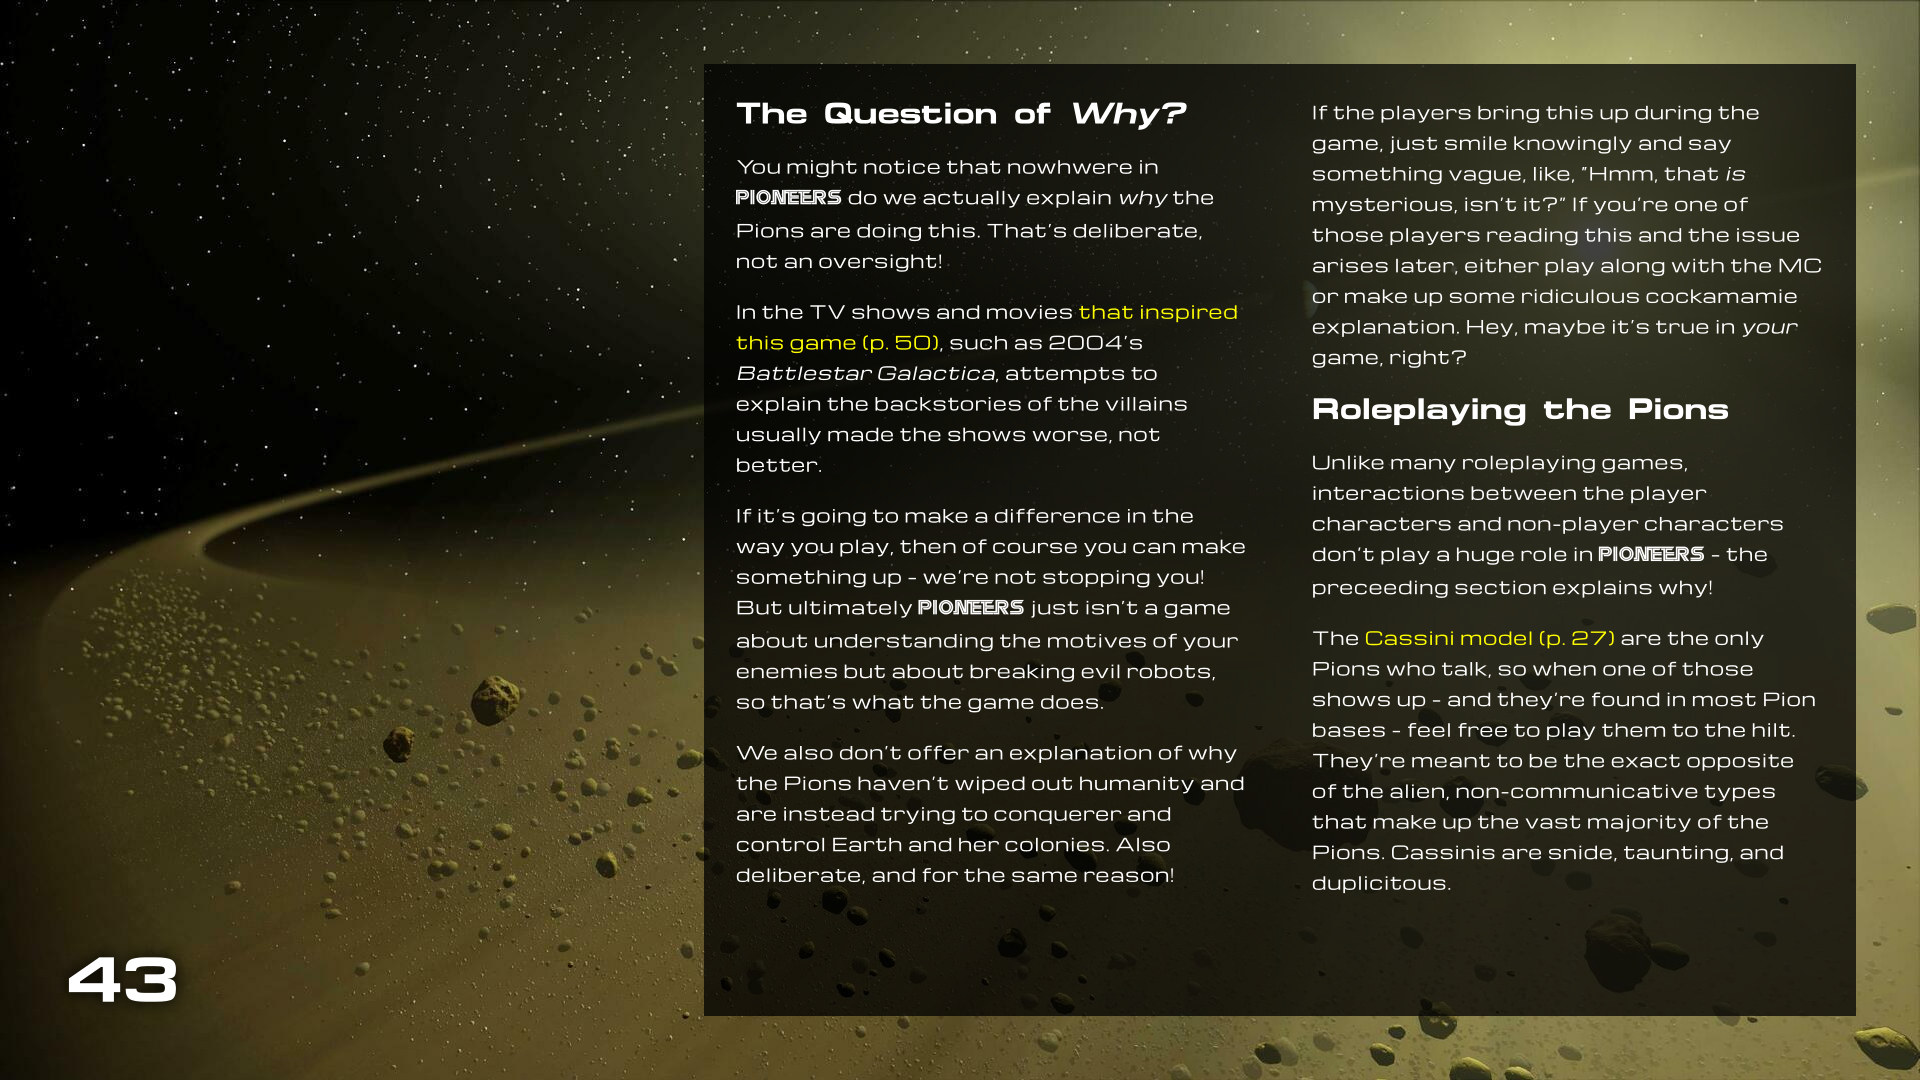 The Question of Why?
You might notice that nowhwere in
PIONEERS do we actually explain why the
Pions are doing this. That's deliberate,
not an oversight!
In the TV shows and movies that inspired
this game (p. 50), such as 2004's
Battlestar Galactica, attempts to
explain the backstories of the villains
usually made the shows worse, not
better.
If it's going to make a difference in the
way you play, then of course you can make
something up - we're not stopping you!
But ultimately PIONEERS just isn't a game
about understanding the motives of your
enemies but about breaking evil robots,
so that's what the game does.
We also don't offer an explanation of why
the Pions haven't wiped out humanity and
are instead trying to conquerer and
control Earth and her colonies. Also
deliberate, and for the same reason!
If the players bring this up during the
game, just smile knowingly and say
something vague, like, "Hmm, that is
mysterious, isn't it?" If you're one of
those players reading this and the issue
arises later, either play along with the MC
or make up some ridiculous cockamamie
explanation. Hey, maybe it's true in your
game, right?
Roleplaying the Pions
Unlike many roleplaying games,
interactions between the player
characters and non-player characters
don't play a huge role in PIONEERS - the
preceeding section explains why!
The Cassini model (p. 27) are the only
Pions who talk, so when one of those
shows up - and they're found in most Pion
bases - feel free to play them to the hilt.
They're meant to be the exact opposite
of the alien, non-communicative types
that make up the vast majority of the
Pions. Cassinis are snide, taunting, and
duplicitous.
43